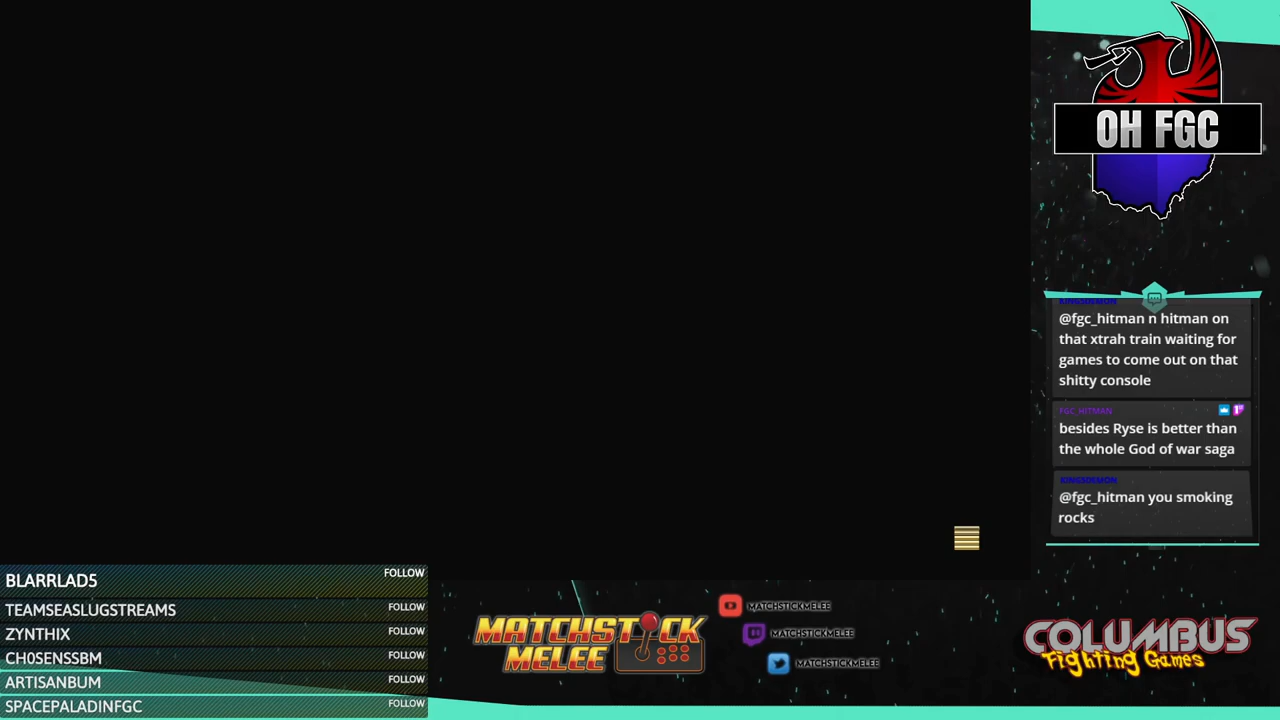 OH FGC
KINGSDEMON
@fgc_hitman n hitman on
that xtrah train waiting for
games to come out on that
shitty console
FGC_HITMAN
besides Ryse is better than
the whole God of war saga
KINGSDEMON
@fgc_hitman you smoking
rocks
BLARRLAD5 FOLLOW
TEAMSEASLUGSTREAMS FOLLOW
ZYNTHIX FOLLOW
CH0SENSSBM FOLLOW
ARTISANBUM FOLLOW
SPACEPALADINFGC FOLLOW
MATCHSTICK
MELEE
MATCHSTICKMELEE
MATCHSTICKMELEE
MATCHSTICKMELEE
COLUMBUS
Fighting Games